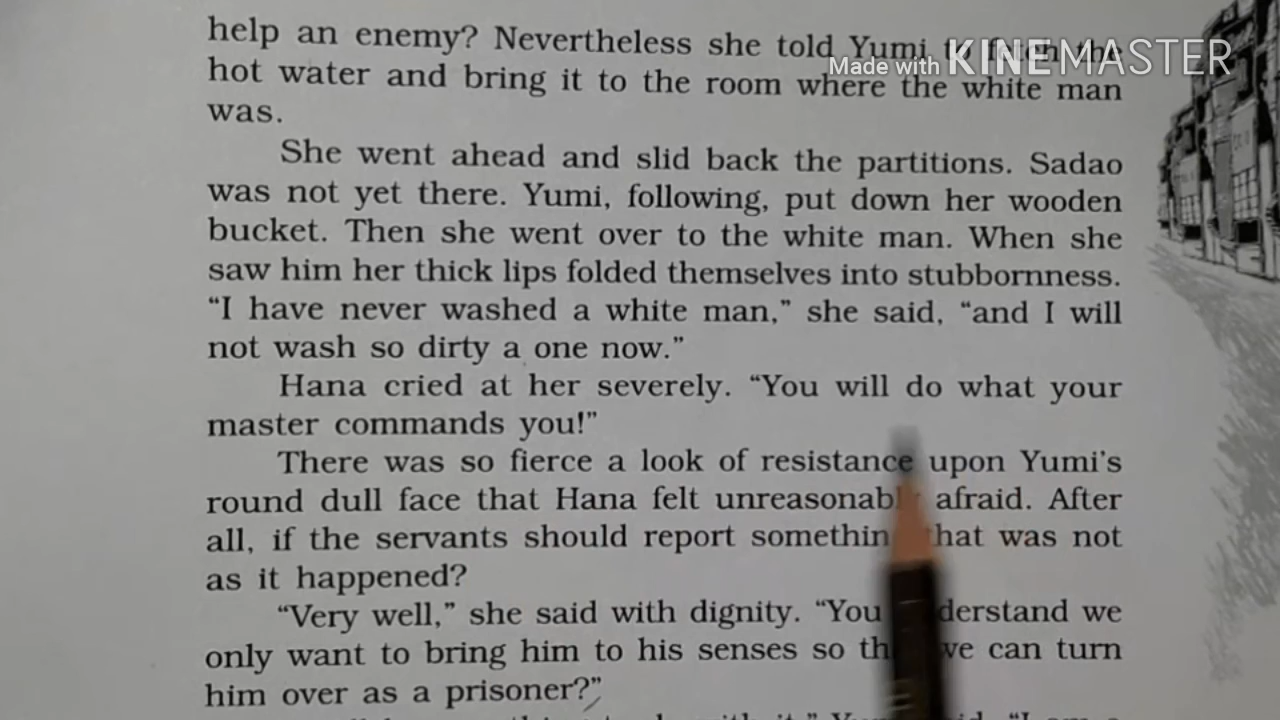 help an enemy? Nevertheless she told Yumi to the
Made with KINEMASTER
hot water and bring it to the room where the white man
was.
She went ahead and slid back the partitions. Sadao
was not yet there. Yumi, following, put down her wooden
bucket. Then she went over to the white man. When she
saw him her thick lips folded themselves into stubbornness.
“I have never washed a white man,” she said, “and I will
not wash so dirty a one now.”
Hana cried at her severely. “You will do what your
master commands you!”
There was so fierce a look of resistance upon Yumi's
round dull face that Hana felt unreasonably afraid. After
all, if the servants should report something that was not
as it happened?
“Very well,” she said with dignity. “You understand we
only want to bring him to his senses so that we can turn
him over as a prisoner?”